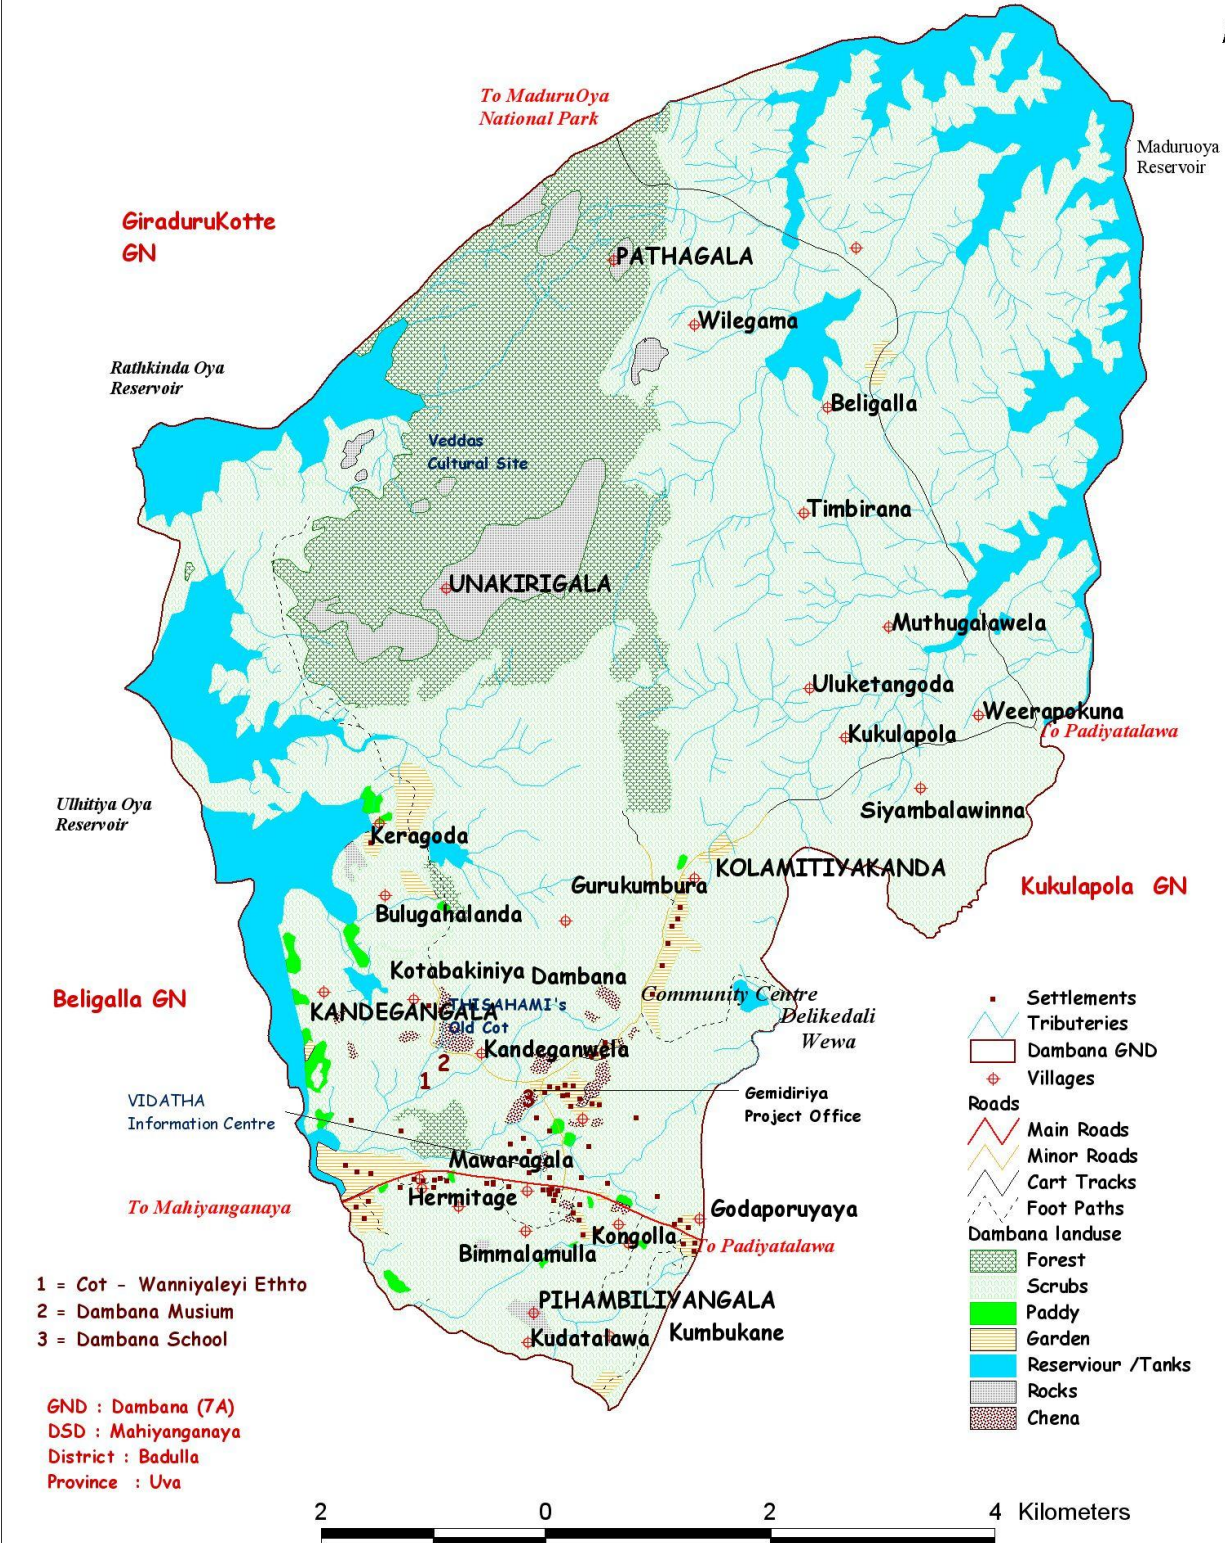 To MaduruOya
National Park
Maduruoya
Reservoir
GiraduruKotte
GN
PATHAGALA
Wilegama
Rathkinda Oya
Reservoir
Beligalla
Veddas
Cultural Site
Timbirana
UNAKIRIGALA
Muthugalawela
Uluketangoda
Weerapokuna
Kukulapola
To Padiyatalawa
Ulhitiya Oya
Reservoir
Siyambalawinna
Keragoda
KOLAMITIYAKANDA
Gurukumbura
Kukulapola GN
Bulugahalanda
Kotabakiniya
Dambana
Beligalla GN
KANDEGANGALA
THISAHAMI's
Old Cot
Community Centre
Delikedali
Wewa
Kandeganwela
2
1
3
VIDATHA
Information Centre
Gemidiriya
Project Office
Mawaragala
Hermitage
To Mahiyanganaya
Godaporuyaya
Kongolla
To Padiyatalawa
Bimmalamulla
PIHAMBILIYANGALA
Kumbukane
Kudatalawa
Settlements
Tributeries
Dambana GND
Villages
Roads
Main Roads
Minor Roads
Cart Tracks
Foot Paths
Dambana landuse
Forest
Scrubs
Paddy
Garden
Reserviour /Tanks
Rocks
Chena
1 = Cot - Wanniyaleyi Ethto
2 = Dambana Musium
3 = Dambana School
GND : Dambana (7A)
DSD : Mahiyanganaya
District : Badulla
Province : Uva
2 0 2 4 Kilometers